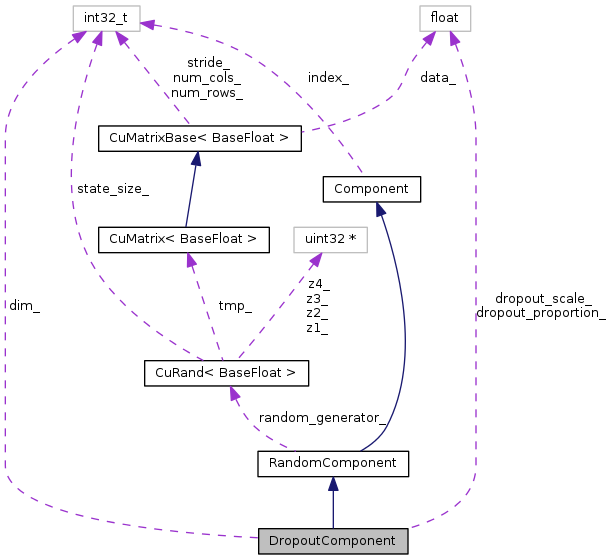 int32_t
float
stride_
num_cols_
num_rows_
index_
data_
CuMatrixBase< BaseFloat >
state_size_
Component
CuMatrix< BaseFloat >
uint32 *
z4_
z3_
z2_
z1_
dim_
tmp_
dropout_scale_
dropout_proportion_
CuRand< BaseFloat >
random_generator_
RandomComponent
DropoutComponent